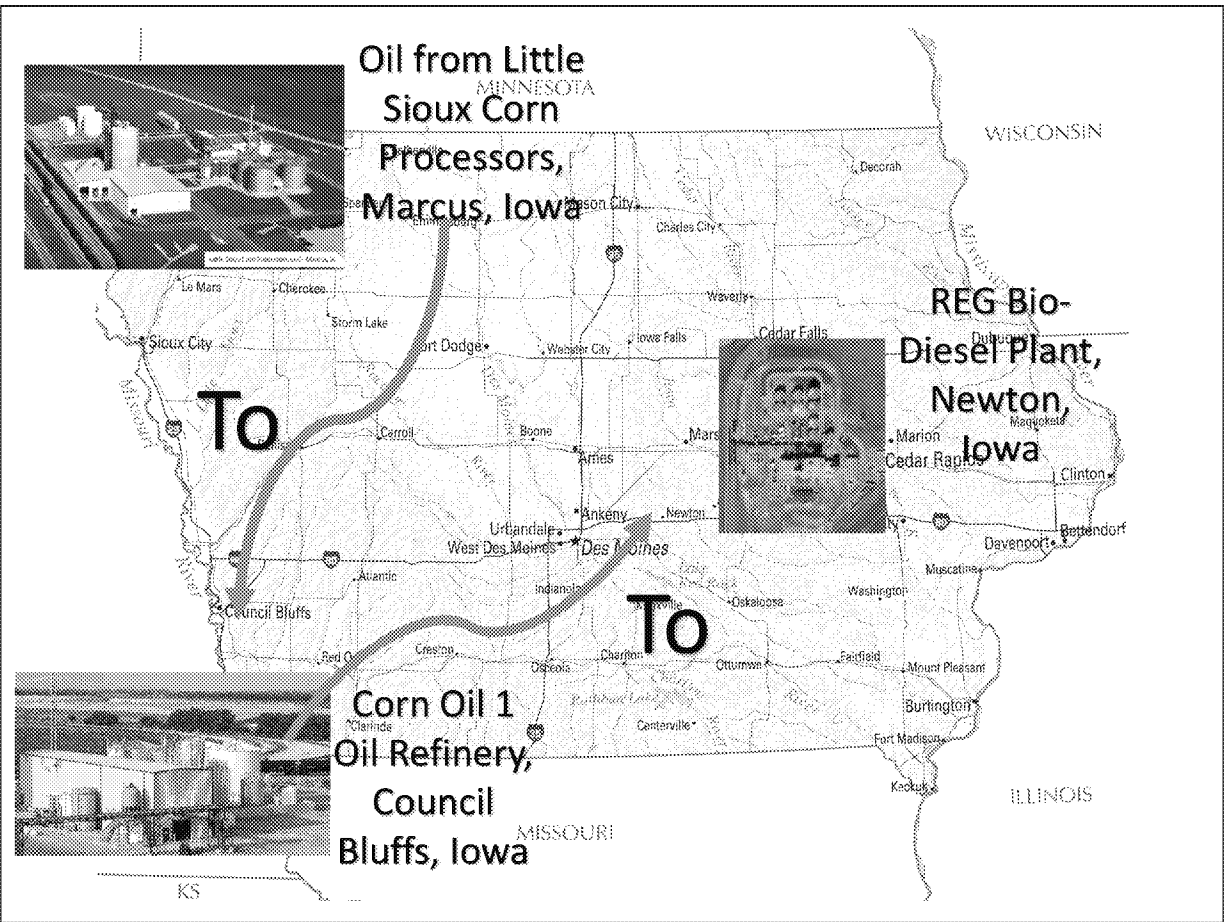 Oil from Little
Sioux Corn
Processors,
Marcus, Iowa
MINNESOTA
WISCONSIN
Decorah
Mason City
Charles City
Le Mars
Cherokee
Storm Lake
Sioux City
Fort Dodge
Webster City
Iowa Falls
Waverly
Cedar Falls
Dubuque
REG Bio-
Diesel Plant,
Newton,
Iowa
Maquoketa
To
Missouri
River
Carroll
Boone
Ames
Mars
Marion
Cedar Rapids
Clinton
Ankeny
Newton
Urbandale
West Des Moines
Des Moines
Bettendorf
Davenport
Muscatine
Atlantic
Indianola
Council Bluffs
To
Oskaloosa
Washington
Red O
Creston
Osceola
Chariton
Ottumwa
Fairfield
Mount Pleasant
Burlington
Corn Oil 1
Oil Refinery,
Council
Bluffs, Iowa
Clarinda
Centerville
Fort Madison
Keokuk
ILLINOIS
MISSOURI
KS